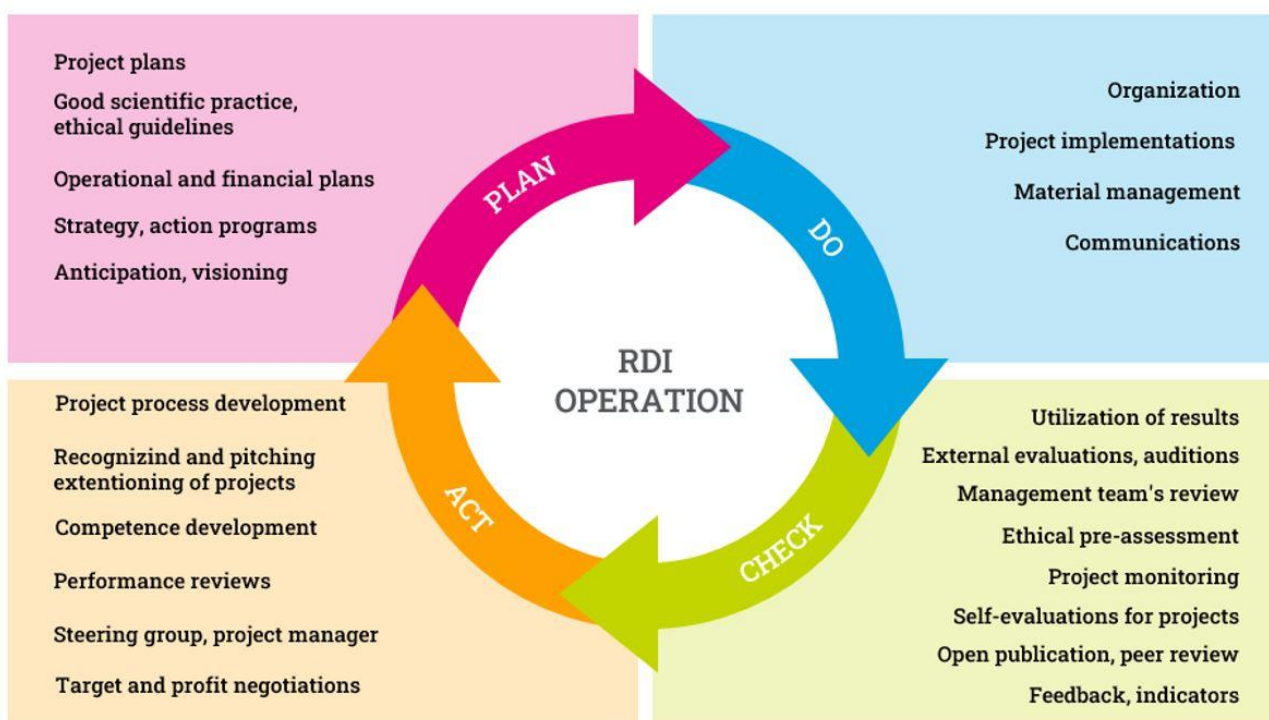 Project plans
Good scientific practice,
ethical guidelines
Operational and financial plans
Strategy, action programs
Anticipation, visioning
Organization
Project implementations
Material management
Communications
PLAN
DO
RDI
OPERATION
ACT
CHECK
Project process development
Recognizind and pitching
extentioning of projects
Competence development
Performance reviews
Steering group, project manager
Target and profit negotiations
Utilization of results
External evaluations, auditions
Management team's review
Ethical pre-assessment
Project monitoring
Self-evaluations for projects
Open publication, peer review
Feedback, indicators